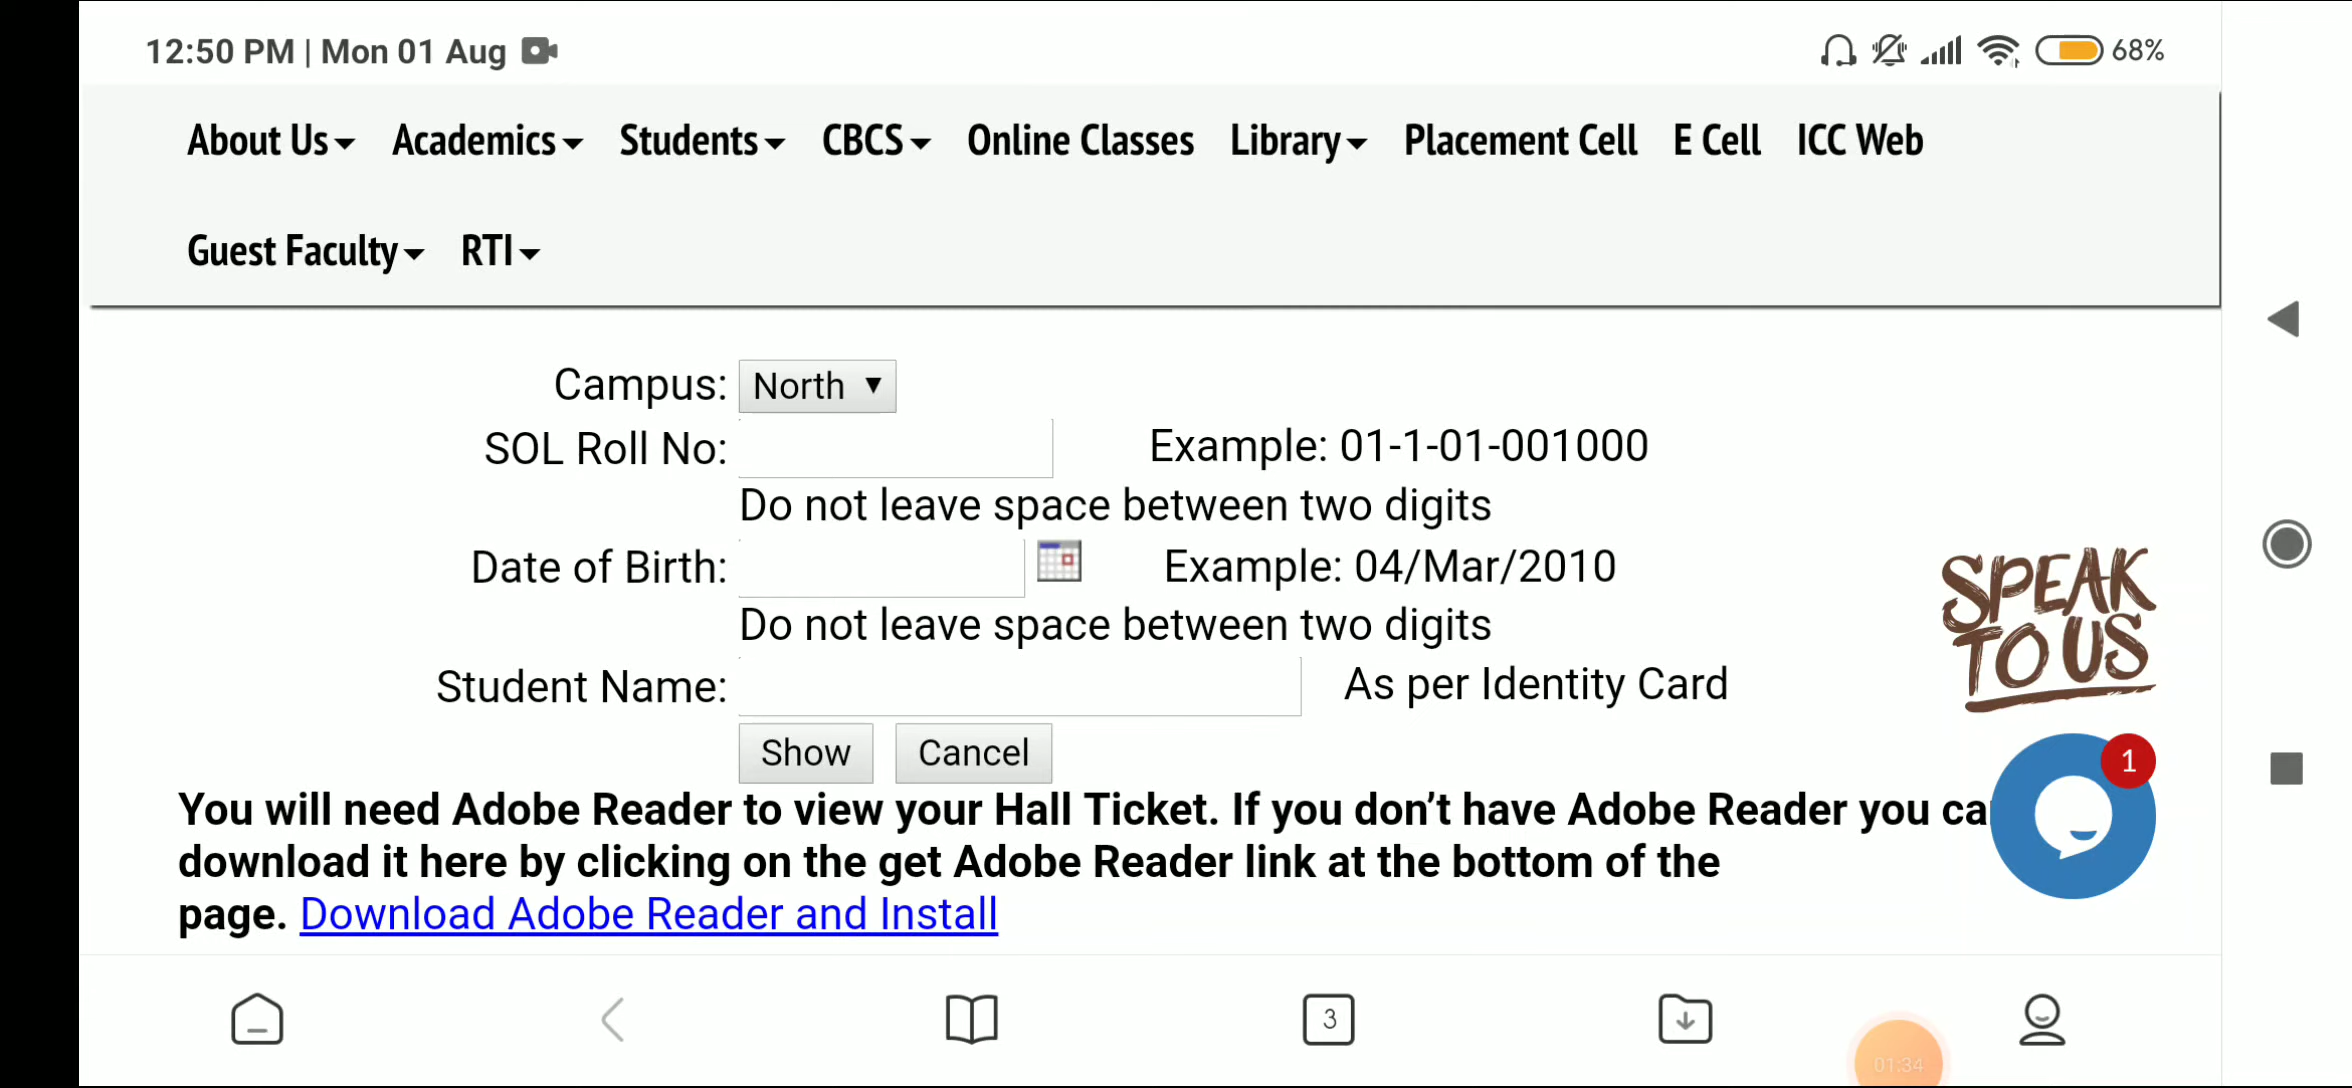 12:50 PM | Mon 01 Aug 68%
About Us Academics Students CBCS Online Classes Library Placement Cell E Cell ICC Web
Guest Faculty RTI
Campus: North
SOL Roll No: Example: 01-1-01-001000
Do not leave space between two digits
Date of Birth: Example: 04/Mar/2010
Do not leave space between two digits
Student Name: As per Identity Card
SPEAK
TO US
Show Cancel
1
You will need Adobe Reader to view your Hall Ticket. If you don’t have Adobe Reader you ca
download it here by clicking on the get Adobe Reader link at the bottom of the
page. Download Adobe Reader and Install
3
01:34